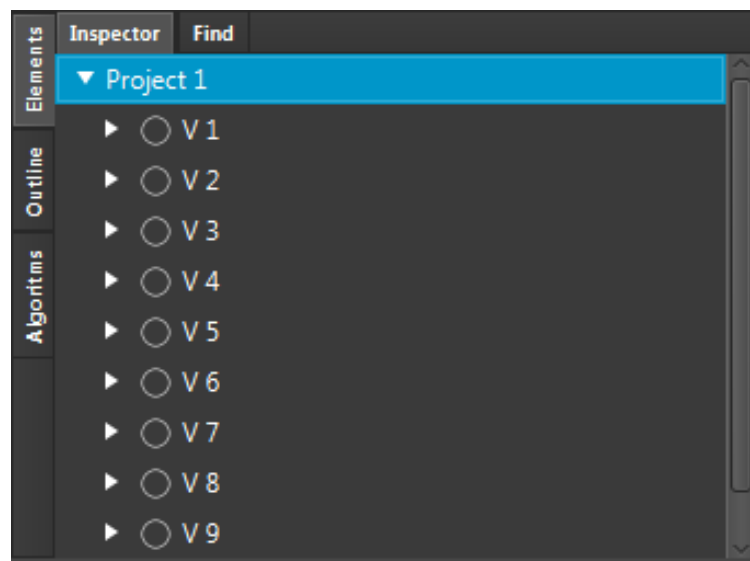 Inspector Find
Elements
Outline
Algoritms
Project 1
V 1
V 2
V 3
V 4
V 5
V 6
V 7
V 8
V 9